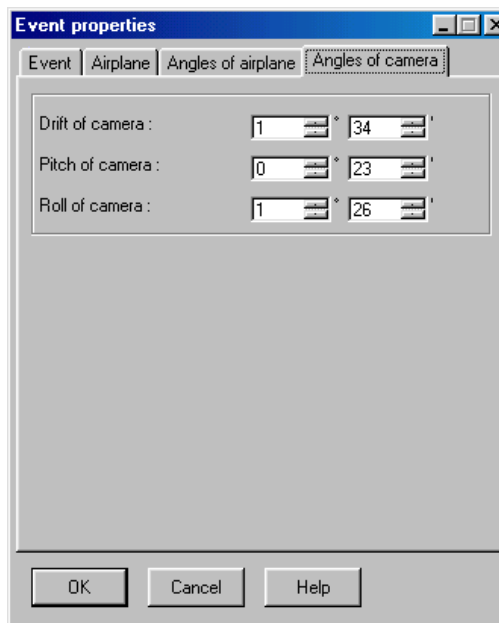 Event properties
Event Airplane Angles of airplane Angles of camera
Drift of camera : 1 ° 34 '
Pitch of camera : 0 ° 23 '
Roll of camera : 1 ° 26 '
OK Cancel Help